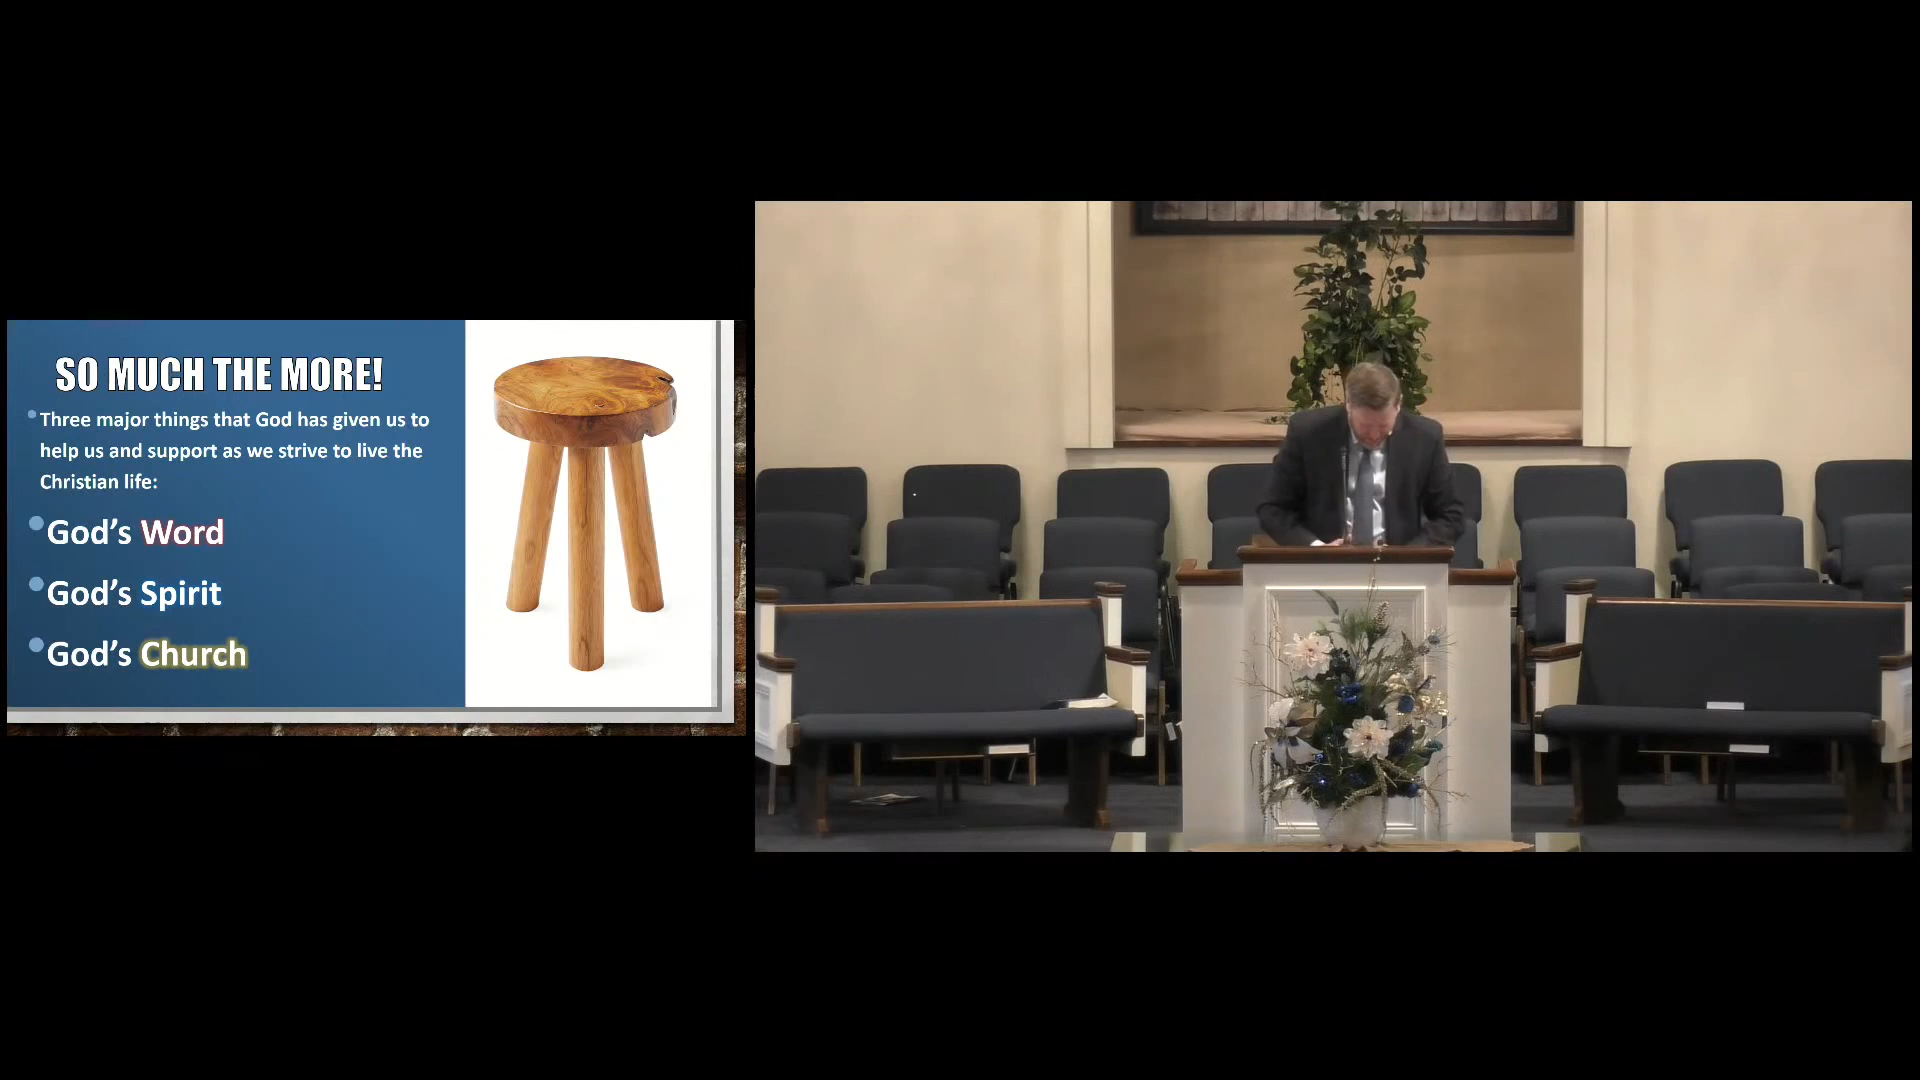 SO MUCH THE MORE!
Three major things that God has given us to
help us and support as we strive to live the
Christian life:
God's Word
God's Spirit
God's Church